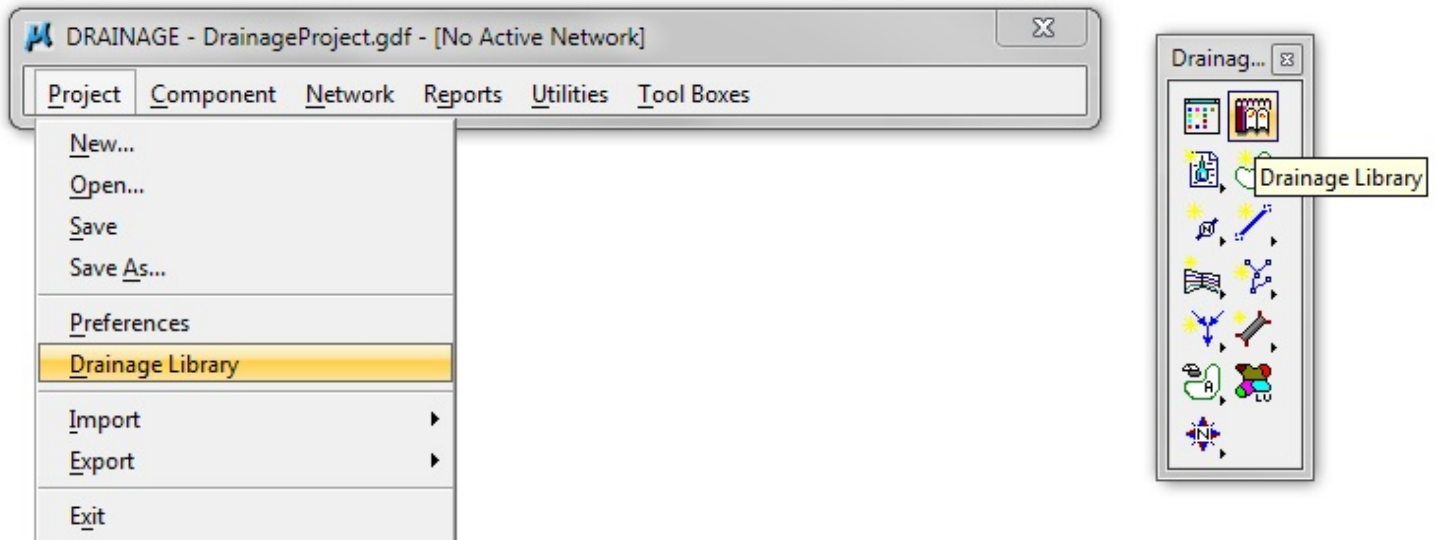 DRAINAGE - DrainageProject.gdf - [No Active Network]
Project Component Network Reports Utilities Tool Boxes
New...
Open...
Save
Save As...
Preferences
Drainage Library
Import
Export
Exit
Drainag...
Drainage Library
N
A
LU
N